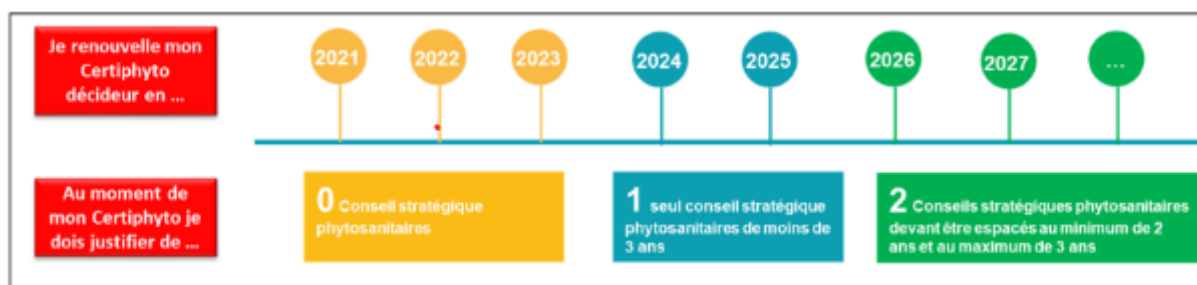 Je renouvelle mon
Certiphyto
décideur en ...
2021
2022
2023
2024
2025
2026
2027
...
Au moment de
mon Certiphyto je
dois justifier de ...
0 Conseil stratégique
phytosanitaires
1 seul conseil stratégique
phytosanitaires de moins de
3 ans
2 Conseils stratégiques phytosanitaires
devant être espacés au minimum de 2
ans et au maximum de 3 ans